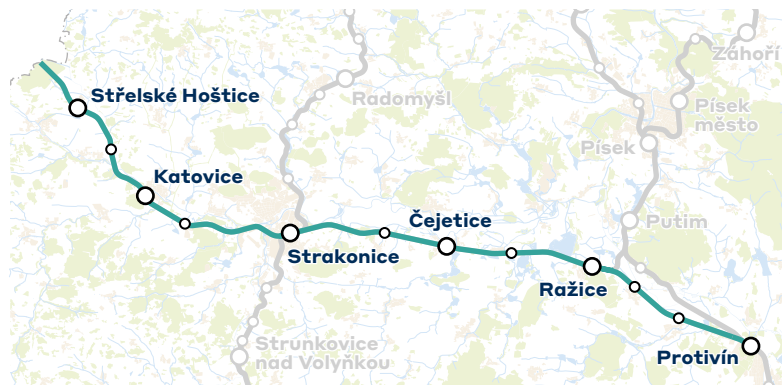 Záhoří
Střelské Hoštice
Radomyšl
Písek
město
Písek
Katovice
Čejetice
Putim
Strakonice
Ražice
Strunkovice
nad Volyňkou
Protivín